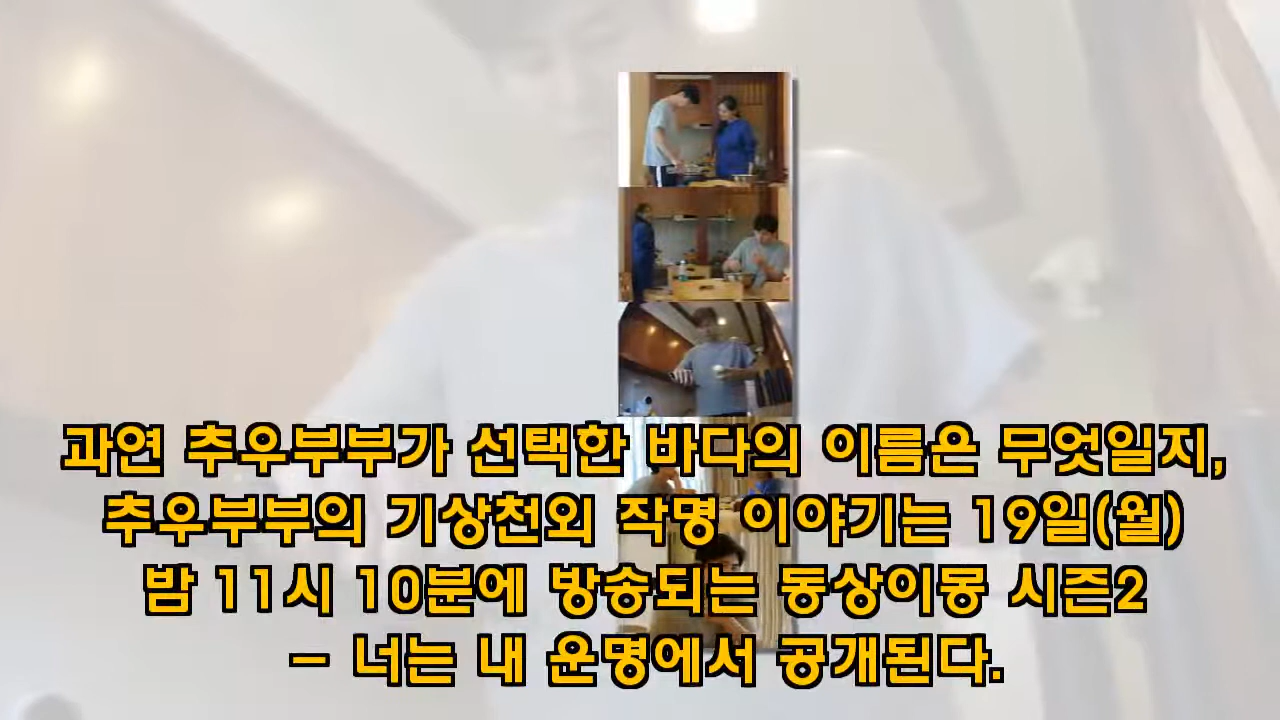 과연 추우부부가 선택한 바다의 이름은 무엇일지,
추우부부의 기상천외 작명 이야기는 19일(월)
밤 11시 10분에 방송되는 동상이몽 시즌2
- 너는 내 운명에서 공개된다.